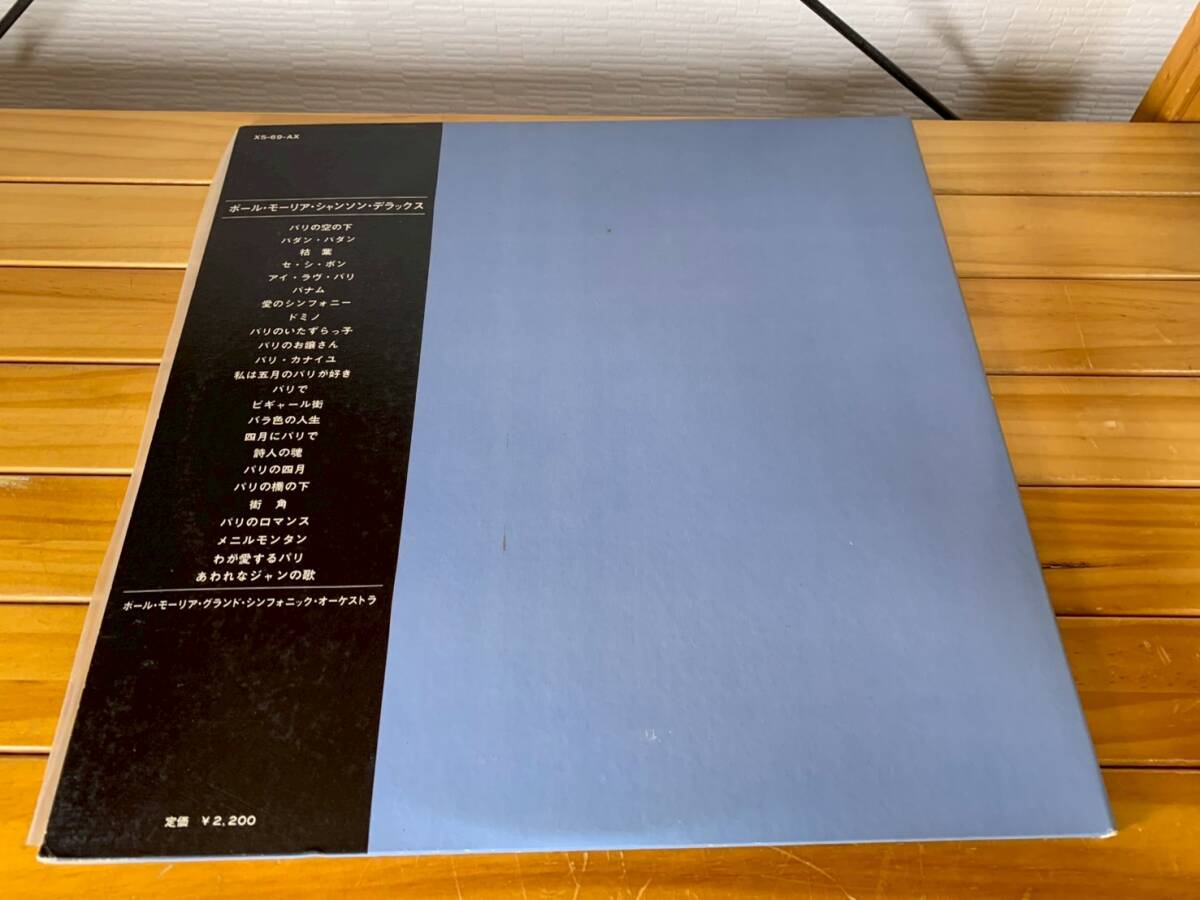 XS-69-AX
ポール・モーリア・シャンソン・デラックス
パリの空の下
パダン・パダン
枯葉
セ・シ・ボン
アイ・ラヴ・パリ
パナム
愛のシンフォニー
ドミノ
パリのいたずらっ子
パリのお嬢さん
パリ・カナイユ
私は五月のパリが好き
パリで
ピギャール街
バラ色の人生
四月にパリで
詩人の魂
パリの四月
パリの橋の下
街角
パリのロマンス
メニルモンタン
わが愛するパリ
あわれなジャンの歌
ポール・モーリア・グランド・シンフォニック・オーケストラ
定価 ¥2,200